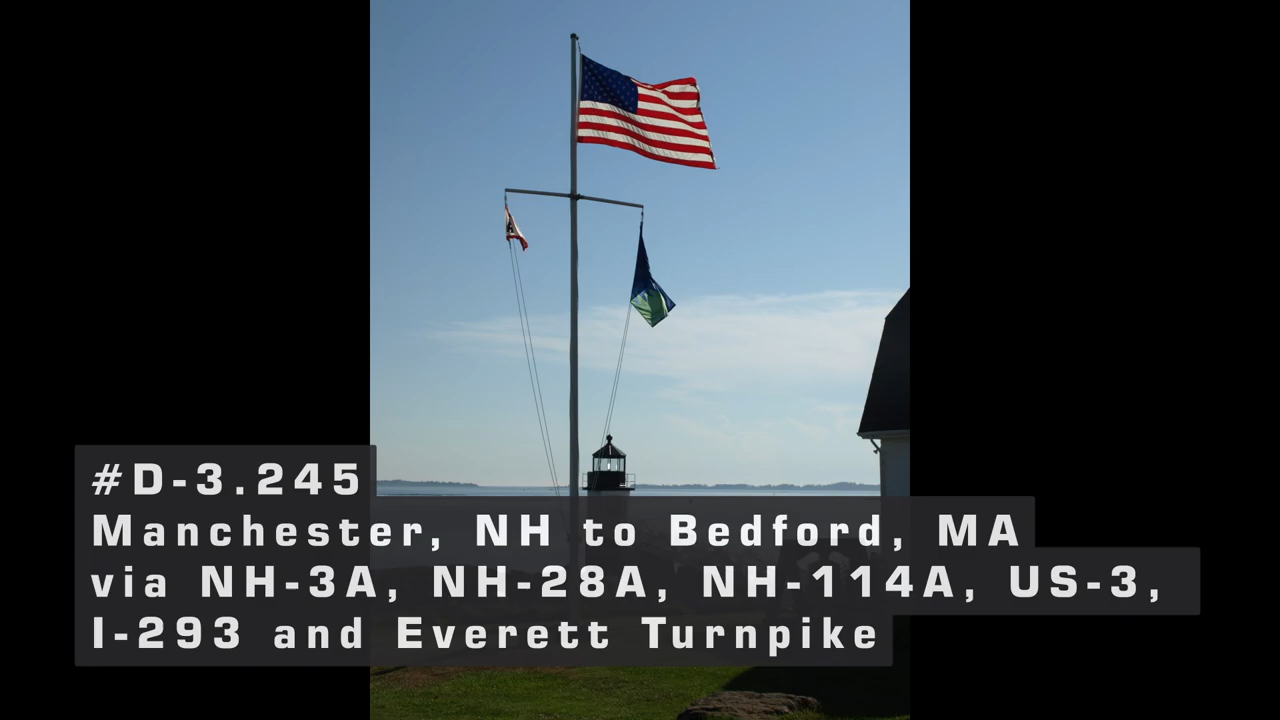 #D-3.245
Manchester, NH to Bedford, MA
via NH-3A, NH-28A, NH-114A, US-3,
I-293 and Everett Turnpike